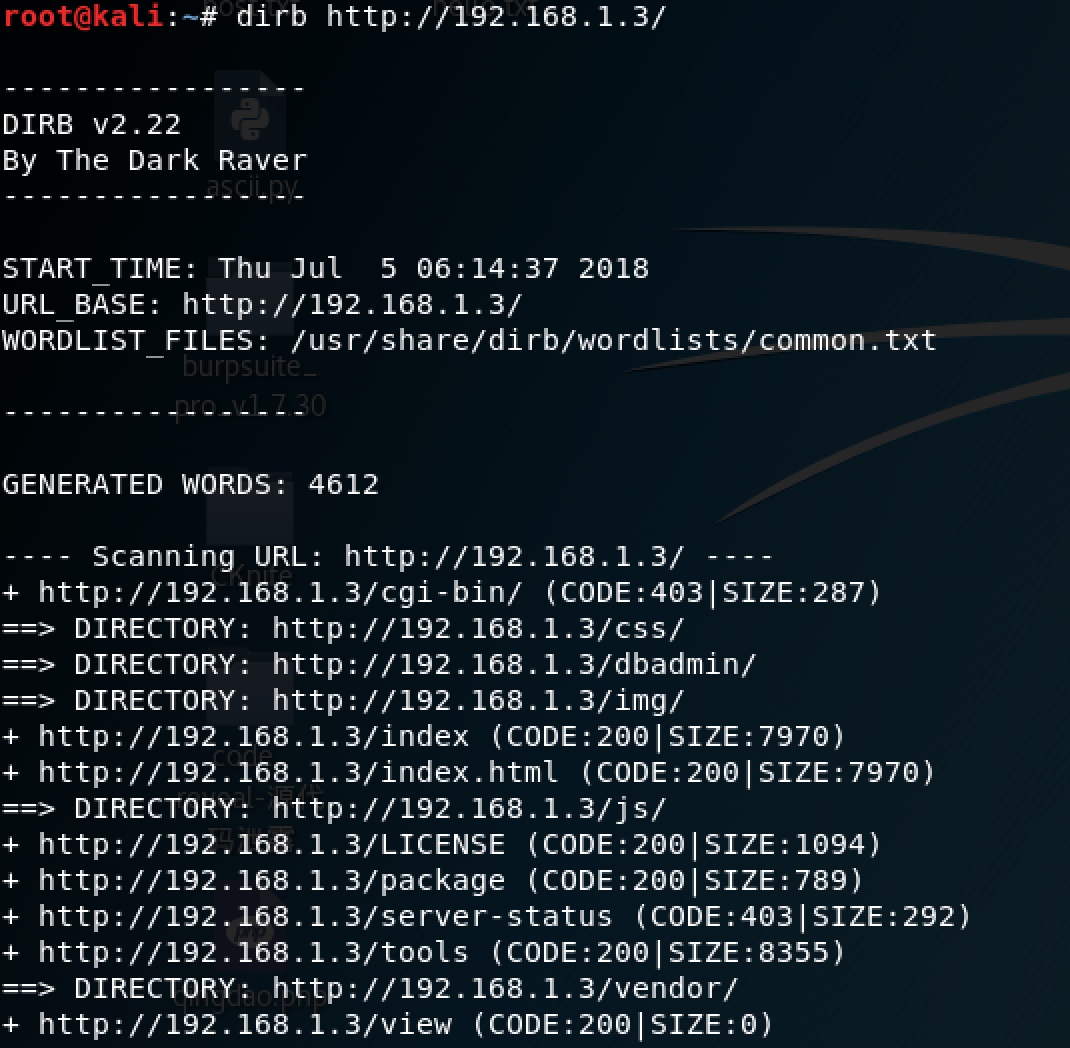 root@kali:~# dirb http://192.168.1.3/
-----------------
DIRB v2.22
By The Dark Raver
ascii.py
-----------------
START_TIME: Thu Jul  5 06:14:37 2018
URL_BASE: http://192.168.1.3/
WORDLIST_FILES: /usr/share/dirb/wordlists/common.txt
burpsuite_
pro_v1.7.30
-----------------
GENERATED WORDS: 4612
---- Scanning URL: http://192.168.1.3/ ----
+ http://192.168.1.3/cgi-bin/ (CODE:403|SIZE:287)
==> DIRECTORY: http://192.168.1.3/css/
==> DIRECTORY: http://192.168.1.3/dbadmin/
==> DIRECTORY: http://192.168.1.3/img/
+ http://192.168.1.3/index (CODE:200|SIZE:7970)
code
+ http://192.168.1.3/index.html (CODE:200|SIZE:7970)
==> DIRECTORY: http://192.168.1.3/js/
+ http://192.168.1.3/LICENSE (CODE:200|SIZE:1094)
+ http://192.168.1.3/package (CODE:200|SIZE:789)
+ http://192.168.1.3/server-status (CODE:403|SIZE:292)
+ http://192.168.1.3/tools (CODE:200|SIZE:8355)
==> DIRECTORY: http://192.168.1.3/vendor/
+ http://192.168.1.3/view (CODE:200|SIZE:0)